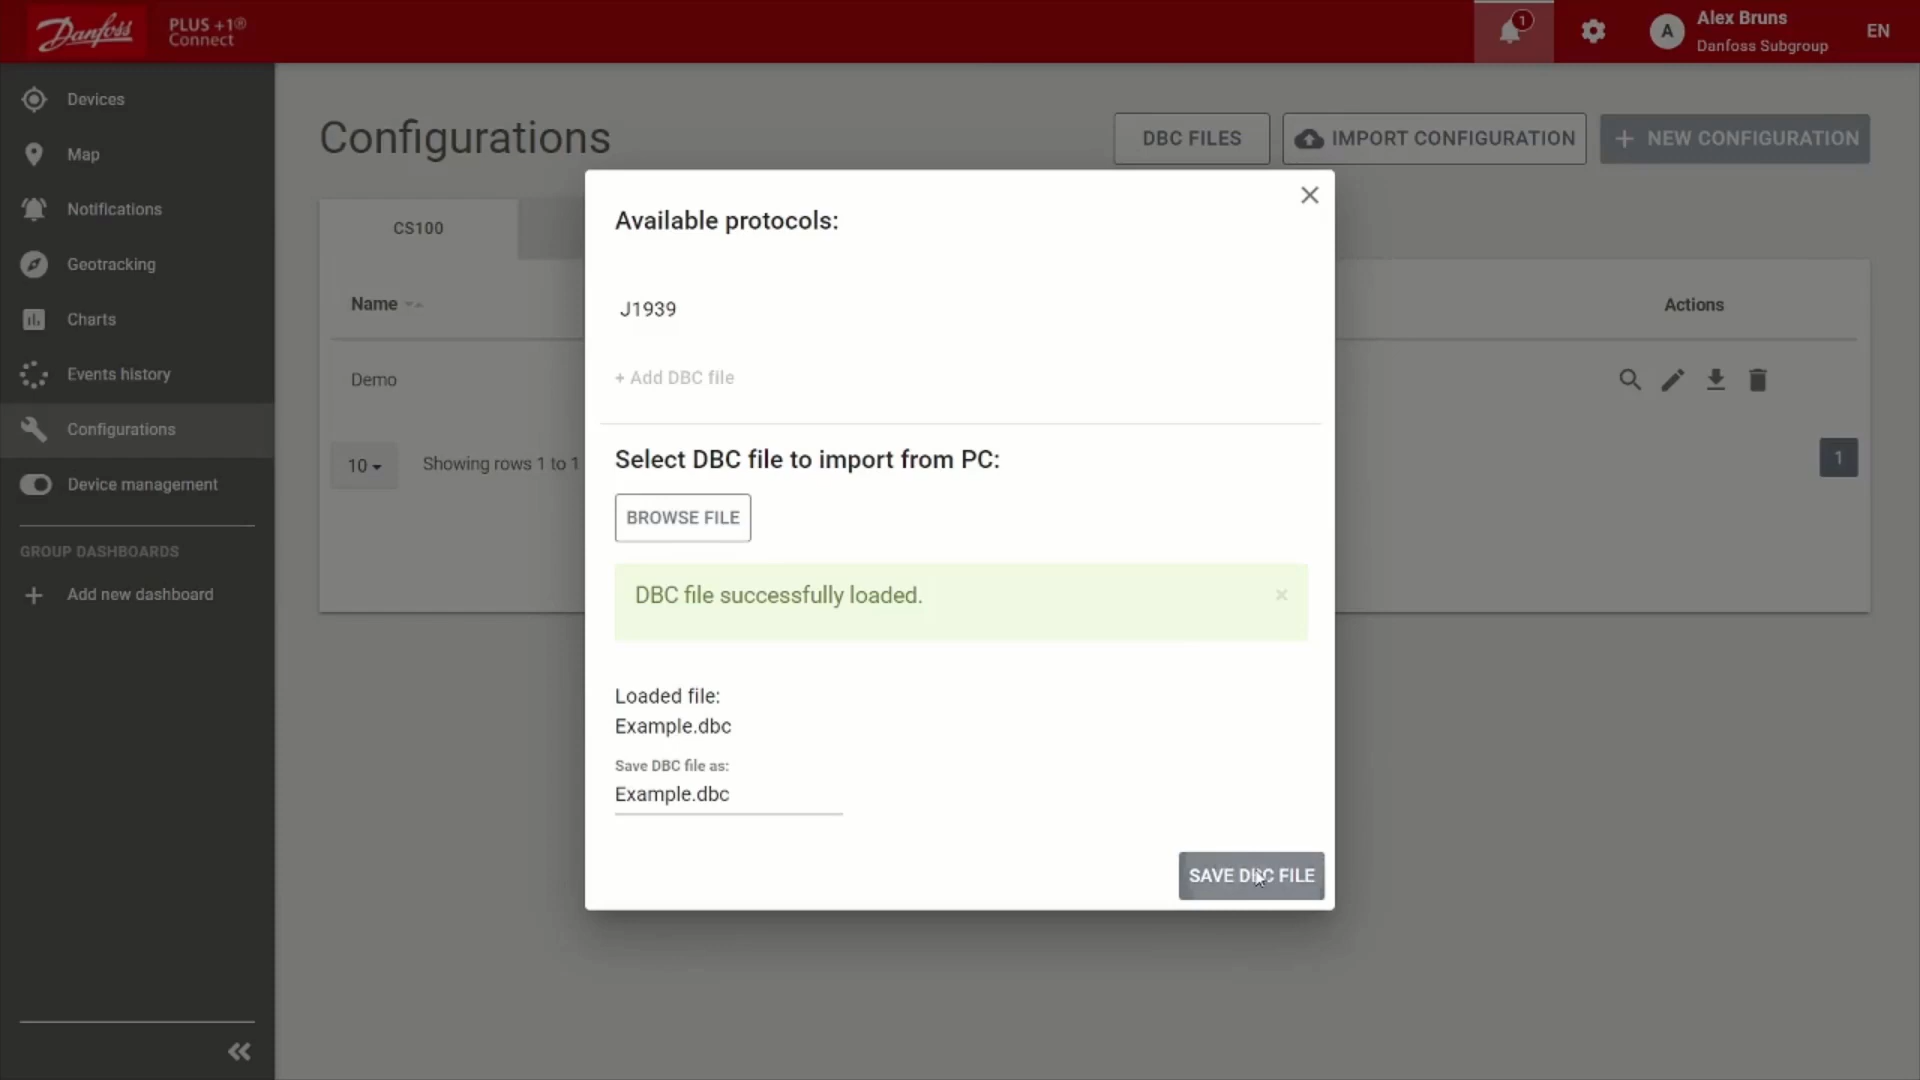 Danfoss
PLUS +1®
Connect
1
A
Alex Bruns
Danfoss Subgroup
EN
Devices
Map
Notifications
Geotracking
Charts
Events history
Configurations
Device management
GROUP DASHBOARDS
Add new dashboard
Configurations
DBC FILES
IMPORT CONFIGURATION
+ NEW CONFIGURATION
CS100
Name
Actions
Demo
10
Showing rows 1 to 1
1
Available protocols:
J1939
+ Add DBC file
Select DBC file to import from PC:
BROWSE FILE
DBC file successfully loaded.
×
Loaded file:
Example.dbc
Save DBC file as:
Example.dbc
SAVE DBC FILE